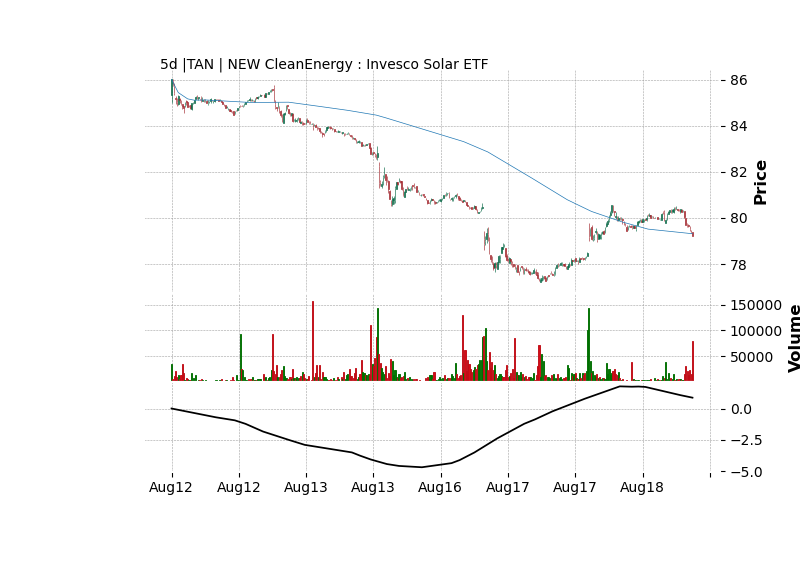 5d |TAN | NEW CleanEnergy : Invesco Solar ETF
86
84
82
80
78
Price
150000
100000
50000
Volume
0.0
−2.5
−5.0
Aug12 Aug12 Aug13 Aug13 Aug16 Aug17 Aug17 Aug18